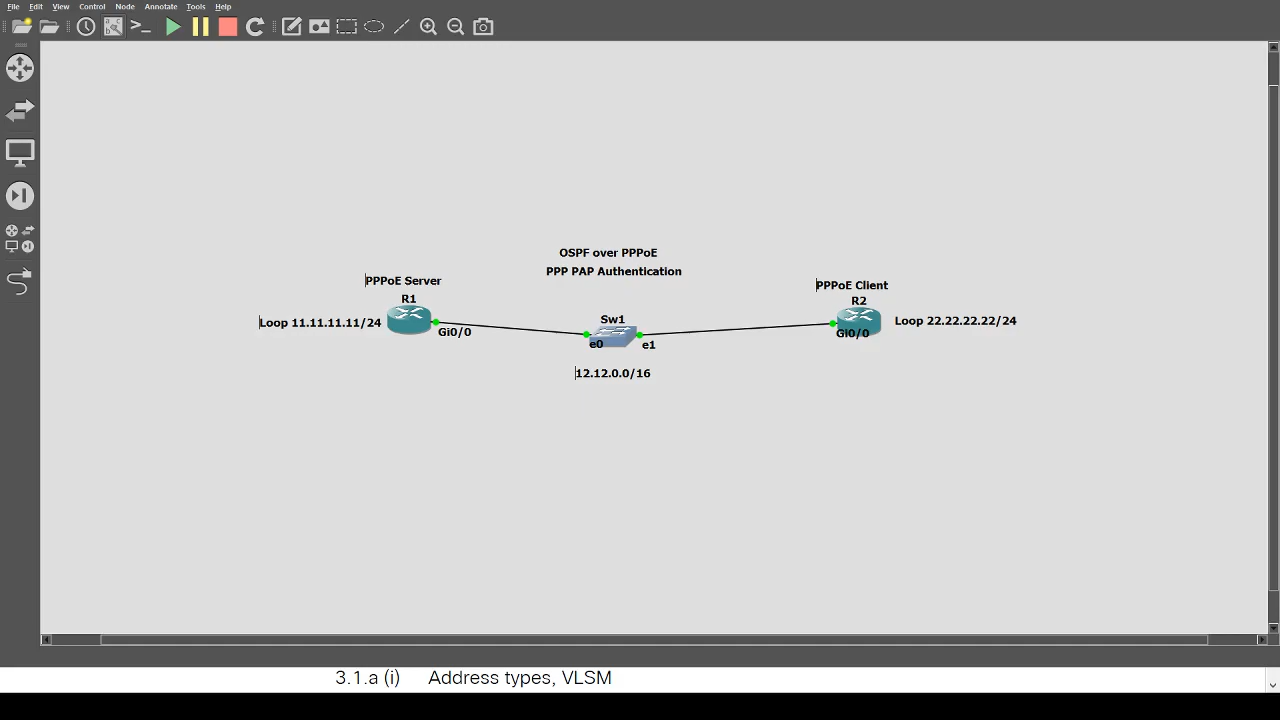 File Edit View Control Node Annotate Tools Help
OSPF over PPPoE
PPP PAP Authentication
PPPoE Server
R1
Loop 11.11.11.11/24
Gi0/0
Sw1
e0
e1
12.12.0.0/16
PPPoE Client
R2
Gi0/0
Loop 22.22.22.22/24
3.1.a (i) Address types, VLSM